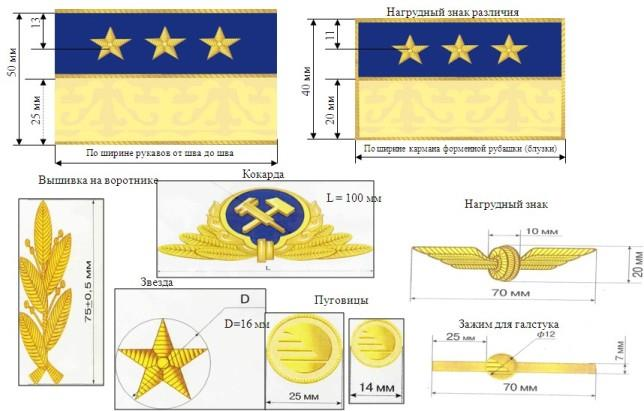 Нагрудный знак различия
13
50 мм
25 мм
По ширине рукавов от шва до шва
11
40 мм
20 мм
По ширине кармана форменной рубашки (блузки)
Вышивка на воротнике
75±0,5 мм
Кокарда
L = 100 мм
L
Нагрудный знак
10 мм
20 мм
70 мм
Звезда
D
D=16 мм
Пуговицы
25 мм
14 мм
Зажим для галстука
25 мм
Ф12
7 мм
70 мм